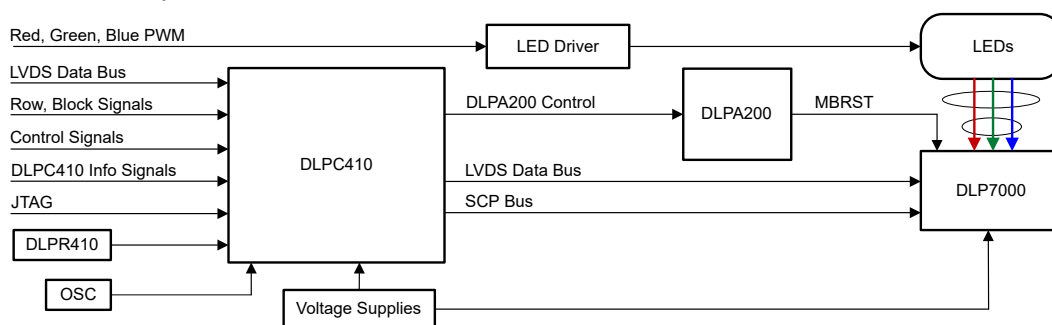 Red, Green, Blue PWM
LED Driver
LEDs
LVDS Data Bus
Row, Block Signals
Control Signals
DLPC410 Info Signals
JTAG
DLPR410
OSC
DLPC410
DLPA200 Control
DLPA200
MBRST
LVDS Data Bus
SCP Bus
DLP7000
Voltage Supplies